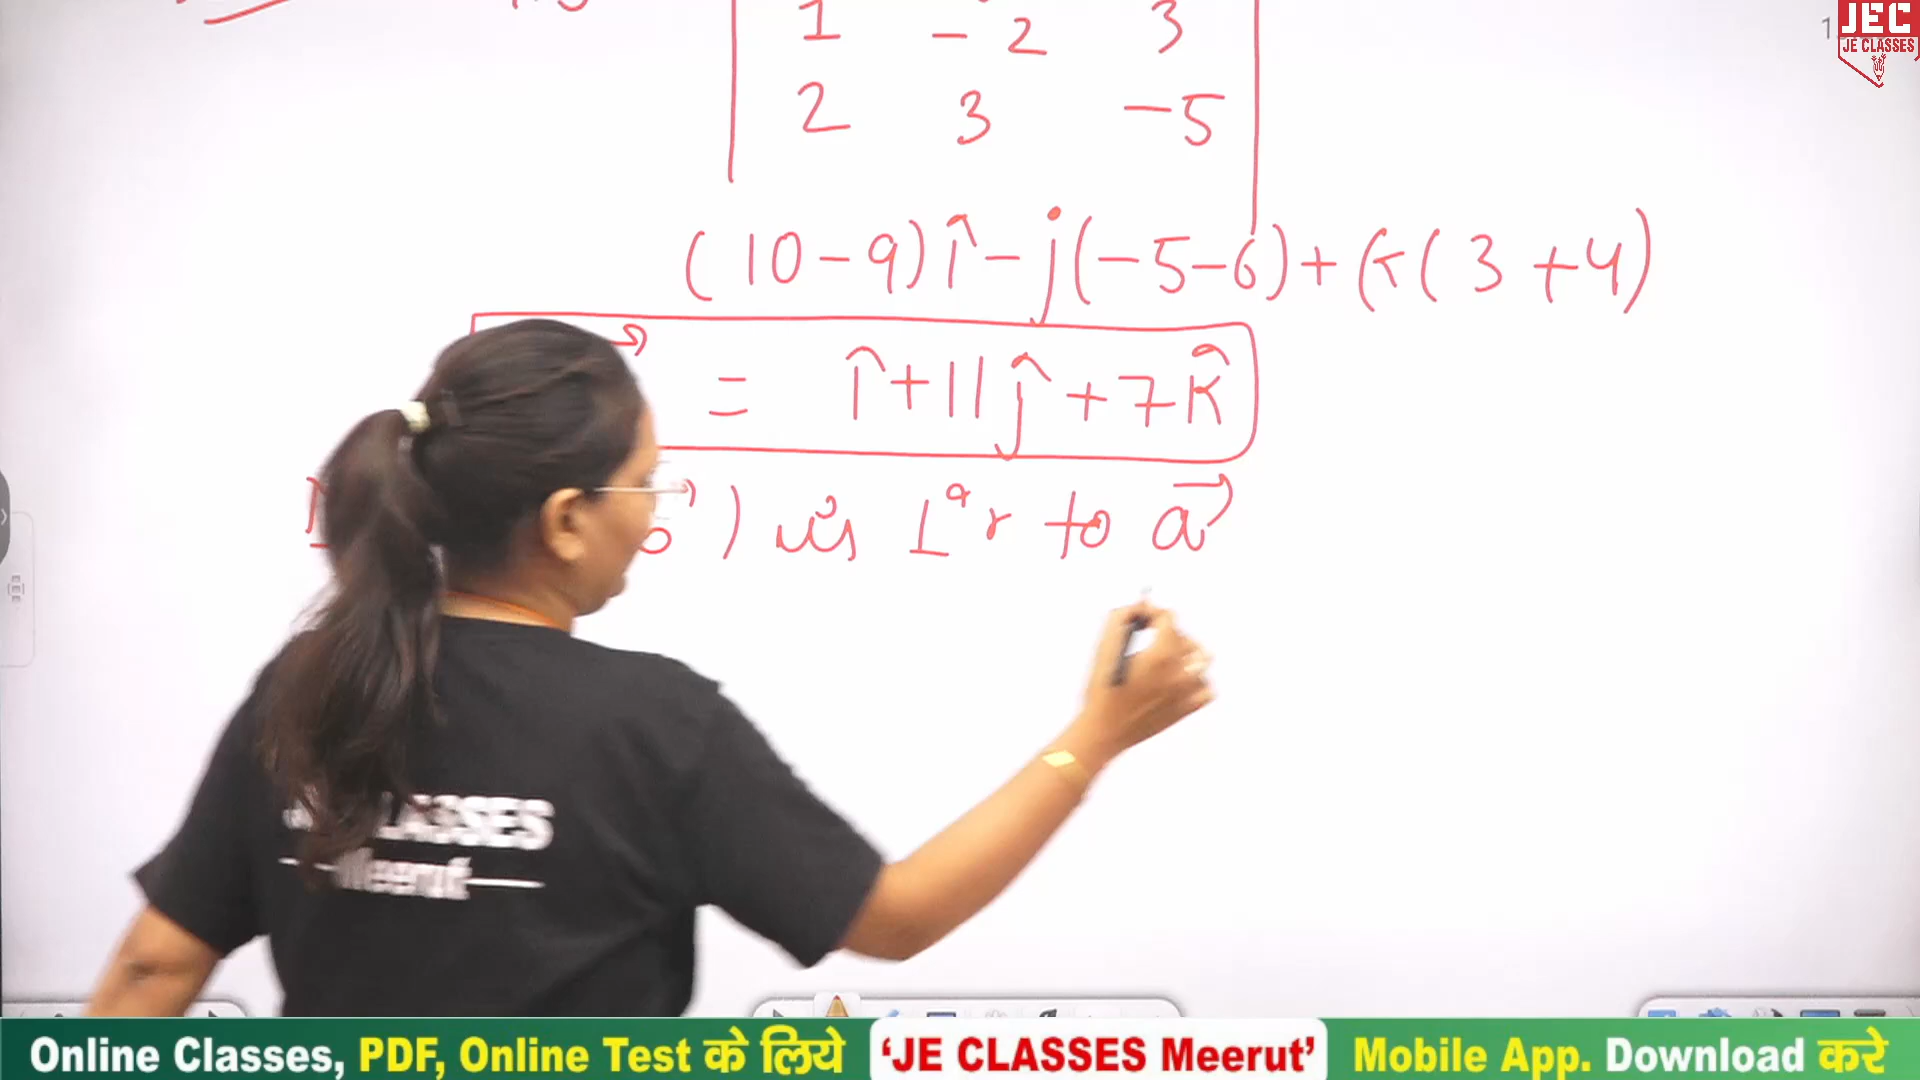 1 -2 3
JEC
JE CLASSES
2 3 -5
(10-9)î-j(-5-6)+k(3+4)
= î+11ĵ+7k̂
) is ⊥ar to a⃗
Meerut
Online Classes, PDF, Online Test के लिये 'JE CLASSES Meerut' Mobile App. Download करे